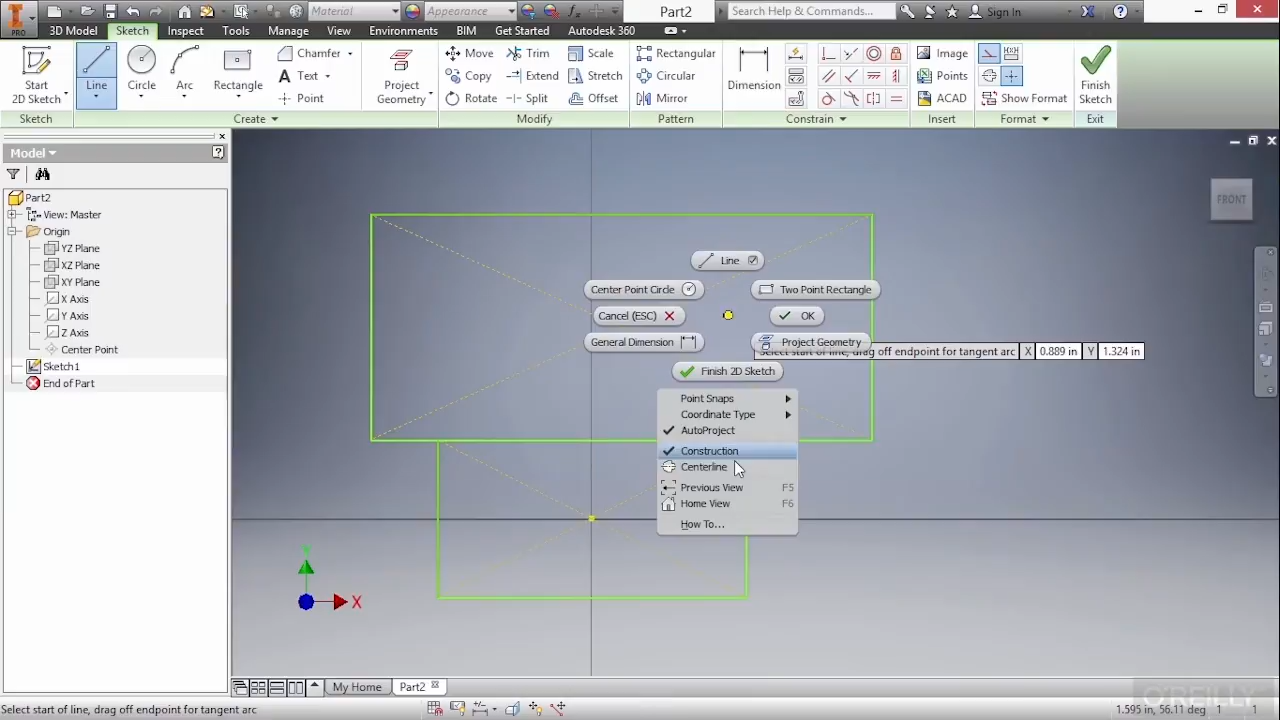 Material
Appearance
Part2
Search Help & Commands...
Sign In
PRO
3D Model
Sketch
Inspect
Tools
Manage
View
Environments
BIM
Get Started
Autodesk 360
Start
2D Sketch
Line
Circle
Arc
Rectangle
Chamfer
Text
Point
Project
Geometry
Move
Trim
Scale
Copy
Extend
Stretch
Rotate
Split
Offset
Rectangular
Circular
Mirror
Dimension
Image
Points
ACAD
Show Format
Finish
Sketch
Sketch
Create
Modify
Pattern
Constrain
Insert
Format
Exit
Model
Part2
View: Master
Origin
YZ Plane
XZ Plane
XY Plane
X Axis
Y Axis
Z Axis
Center Point
Sketch1
End of Part
FRONT
Line
Center Point Circle
Two Point Rectangle
Cancel (ESC)
OK
General Dimension
Project Geometry
Select start of line, drag off endpoint for tangent arc X 0.889 in Y 1.324 in
Finish 2D Sketch
Point Snaps
Coordinate Type
AutoProject
Construction
Centerline
Previous View F5
Home View F6
How To...
Y
X
My Home
Part2
Select start of line, drag off endpoint for tangent arc
1.595 in, 56.11 deg 1 1
O'REILLY